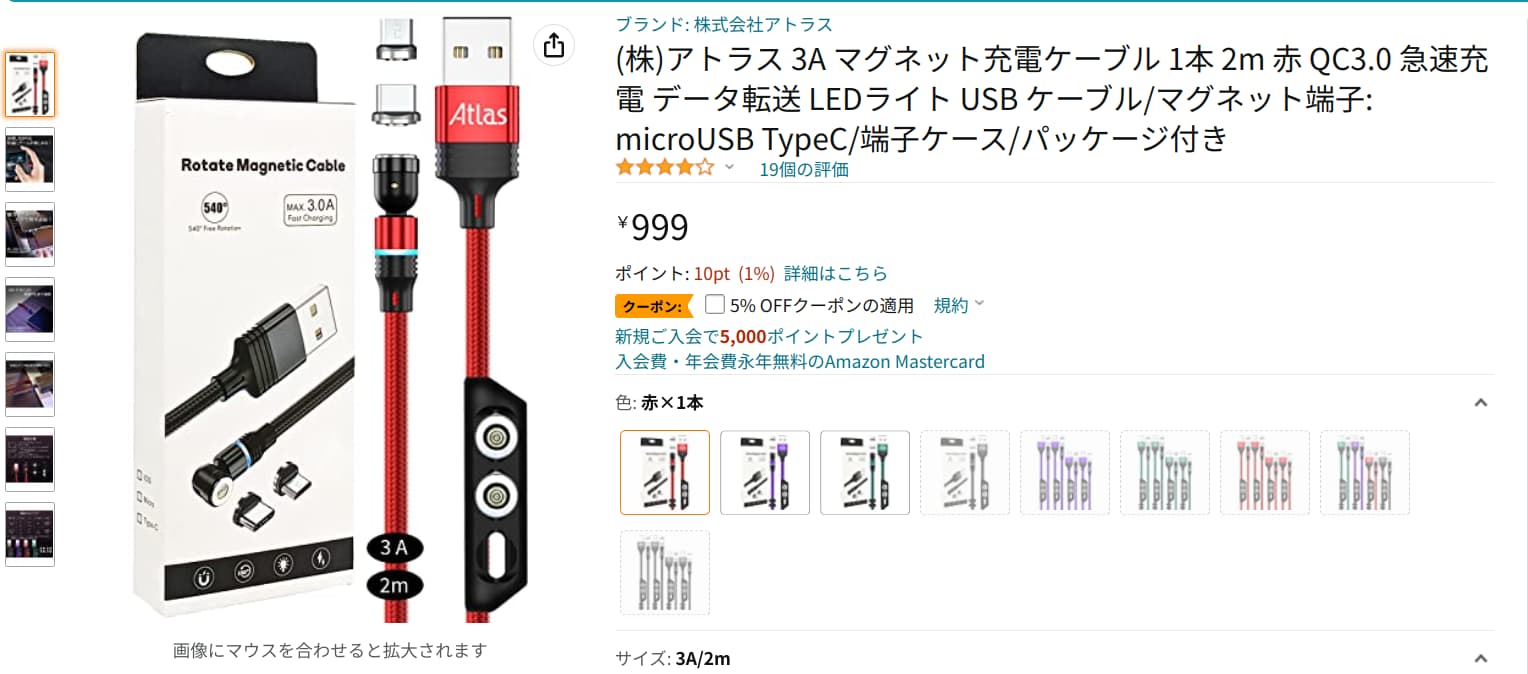 ブランド: 株式会社アトラス
(株)アトラス 3A マグネット充電ケーブル 1本 2m 赤 QC3.0 急速充
電 データ転送 LEDライト USB ケーブル/マグネット端子:
microUSB TypeC/端子ケース/パッケージ付き
19個の評価
¥999
ポイント: 10pt (1%) 詳細はこちら
クーポン: 5% OFFクーポンの適用 規約
新規ご入会で5,000ポイントプレゼント
入会費・年会費永年無料のAmazon Mastercard
色: 赤×1本
サイズ: 3A/2m
Atlas
Rotate Magnetic Cable
540°
540° Free Rotation
MAX. 3.0A
Fast Charging
iOS
Micro
Type-C
3 A
2m
画像にマウスを合わせると拡大されます